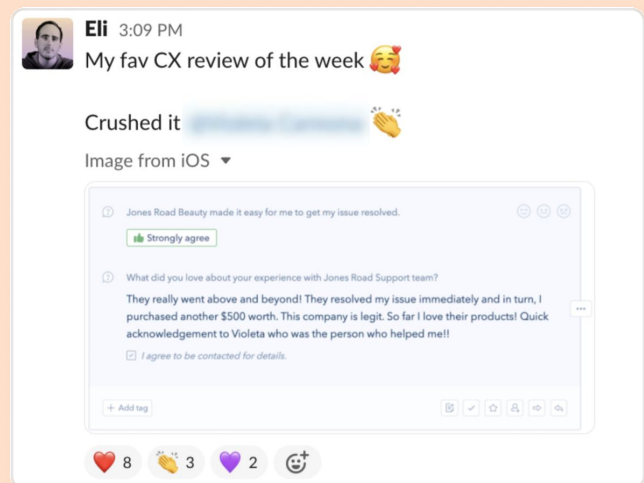 Eli 3:09 PM
My fav CX review of the week
Crushed it
Image from iOS
Jones Road Beauty made it easy for me to get my issue resolved.
Strongly agree
What did you love about your experience with Jones Road Support team?
They really went above and beyond! They resolved my issue immediately and in turn, I
purchased another $500 worth. This company is legit. So far I love their products! Quick
acknowledgement to Violeta who was the person who helped me!!
I agree to be contacted for details.
+ Add tag
8 3 2